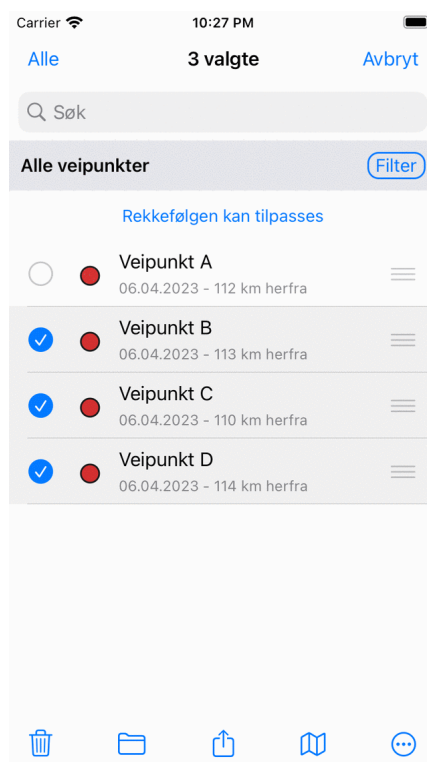 Carrier 10:27 PM
Alle 3 valgte Avbryt
Søk
Alle veipunkter Filter
Rekkefølgen kan tilpasses
Veipunkt A
06.04.2023 - 112 km herfra
Veipunkt B
06.04.2023 - 113 km herfra
Veipunkt C
06.04.2023 - 110 km herfra
Veipunkt D
06.04.2023 - 114 km herfra